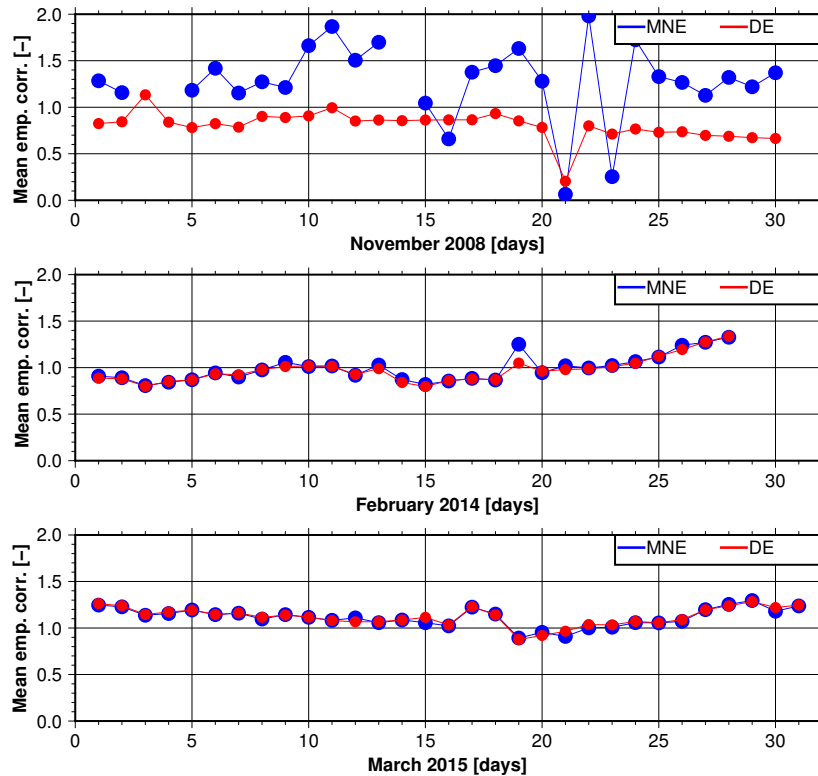 2.0
1.5
1.0
0.5
0.0
Mean emp. corr. [−]
MNE DE
0 5 10 15 20 25 30
November 2008 [days]
2.0
1.5
1.0
0.5
0.0
Mean emp. corr. [−]
MNE DE
0 5 10 15 20 25 30
February 2014 [days]
2.0
1.5
1.0
0.5
0.0
Mean emp. corr. [−]
MNE DE
0 5 10 15 20 25 30
March 2015 [days]